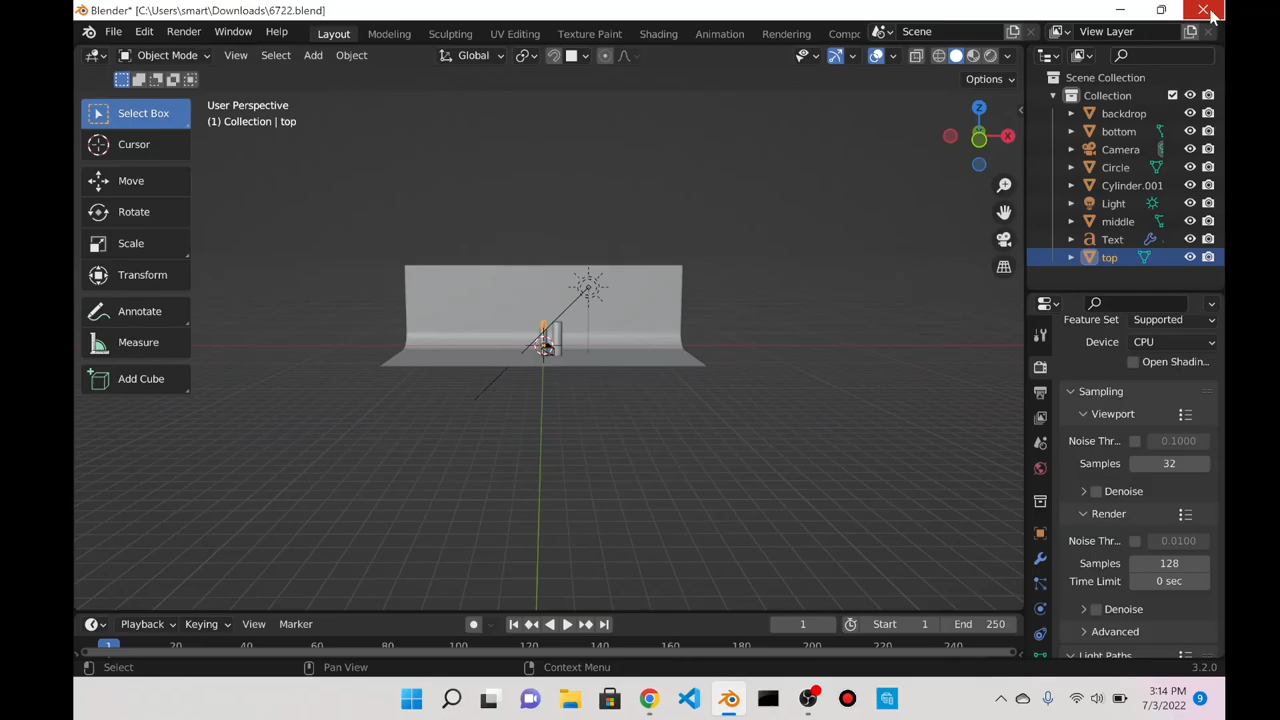 Blender* [C:\Users\smart\Downloads\6722.blend]
File Edit Render Window Help Layout Modeling Sculpting UV Editing Texture Paint Shading Animation Rendering Compc Scene View Layer
Object Mode View Select Add Object Global
Options
Select Box
Cursor
Move
Rotate
Scale
Transform
Annotate
Measure
Add Cube
User Perspective
(1) Collection | top
Z
X
Scene Collection
Collection
backdrop
bottom
Camera
Circle
Cylinder.001
Light
middle
Text
top
Feature Set Supported
Device CPU
Open Shadin...
Sampling
Viewport
Noise Thr... 0.1000
Samples 32
Denoise
Render
Noise Thr... 0.0100
Samples 128
Time Limit 0 sec
Denoise
Advanced
Light Paths
Playback Keying View Marker 1 Start 1 End 250
1 20 40 60 80 100 120 140 160 180 200 220 240
Select Pan View Context Menu 3.2.0
3:14 PM
7/3/2022
9